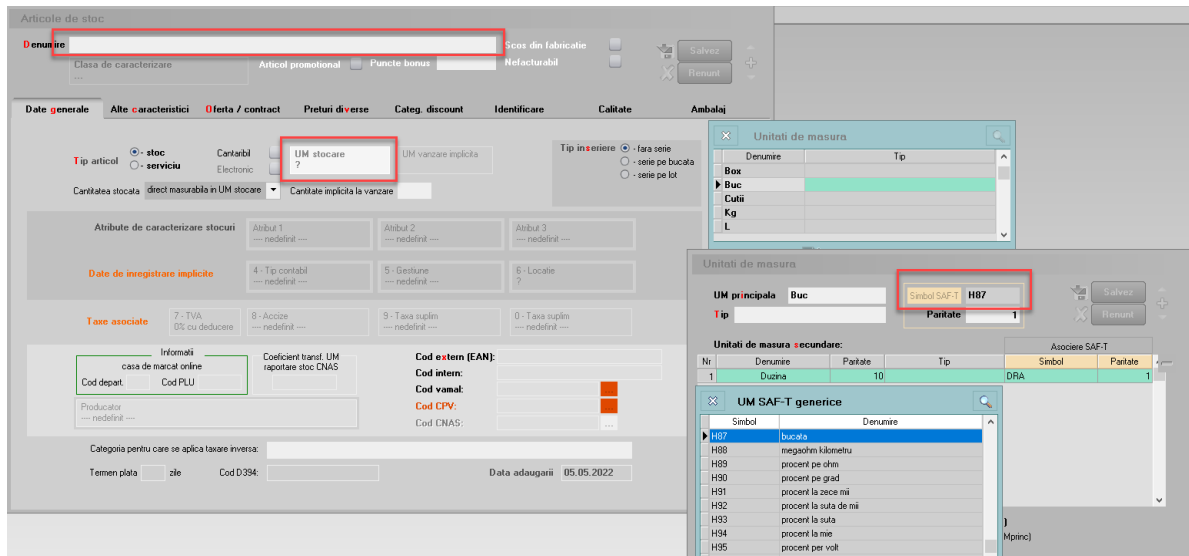 Articole de stoc
Denumire
Scos din fabricatie
Salvez
Clasa de caracterizare
---
Articol promotional
Puncte bonus
Nefacturabil
Renunt
Date generale
Alte caracteristici
Oferta / contract
Preturi diverse
Categ. discount
Identificare
Calitate
Ambalaj
Tip articol
- stoc
- serviciu
Cantaribil
Electronic
UM stocare
?
UM vanzare implicita
Tip inseriere
- fara serie
- serie pe bucata
- serie pe lot
Cantitatea stocata
direct masurabila in UM stocare
Cantitate implicita la vanzare
Atribute de caracterizare stocuri
Atribut 1
---- nedefinit ----
Atribut 2
---- nedefinit ----
Atribut 3
---- nedefinit ----
Date de inregistrare implicite
4 - Tip contabil
---- nedefinit ----
5 - Gestiune
---- nedefinit ----
6 - Locatie
?
Taxe asociate
7 - TVA
0% cu deducere
8 - Accize
---- nedefinit ----
9 - Taxa suplim
---- nedefinit ----
0 - Taxa suplim
---- nedefinit ----
Informatii
casa de marcat online
Cod depart.
Cod PLU
Coeficient transf. UM
raportare stoc CNAS
Producator
---- nedefinit ----
Cod extern (EAN):
Cod intern:
Cod vamal:
...
Cod CPV:
...
Cod CNAS:
...
Categoria pentru care se aplica taxare inversa:
Termen plata
zile
Cod D394:
Data adaugarii 05.05.2022
Unitati de masura
Denumire
Tip
Box
Buc
Cutii
Kg
L
Unitati de masura
UM principala
Buc
Simbol SAF-T
H87
Salvez
Tip
Paritate
1
Renunt
Unitati de masura secundare:
Asociere SAF-T
Nr
Denumire
Paritate
Tip
Simbol
Paritate
1
Duzina
10
DRA
1
UM SAF-T generice
Simbol
Denumire
H87 bucata
H88 megaohm kilometru
H89 procent pe ohm
H90 procent pe grad
H91 procent la zece mii
H92 procent la suta de mii
H93 procent la suta
H94 procent la mie
H95 procent per volt
)
Mprinc)